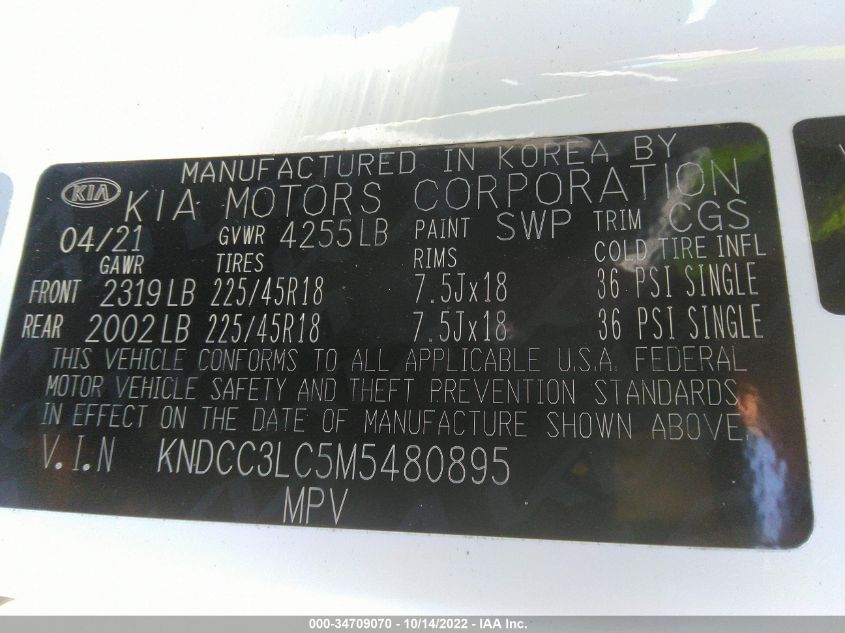 MANUFACTURED IN KOREA BY
KIA KIA MOTORS CORPORATION
04/21 GVWR 4255LB PAINT SWP TRIM CGS
GAWR TIRES RIMS COLD TIRE INFL
FRONT 2319LB 225/45R18 7.5Jx18 36 PSI SINGLE
REAR 2002LB 225/45R18 7.5Jx18 36 PSI SINGLE
THIS VEHICLE CONFORMS TO ALL APPLICABLE U.S.A. FEDERAL
MOTOR VEHICLE SAFETY AND THEFT PREVENTION STANDARDS
IN EFFECT ON THE DATE OF MANUFACTURE SHOWN ABOVE.
V.I.N KNDCC3LC5M5480895
MPV
000-34709070 - 10/14/2022 - IAA Inc.